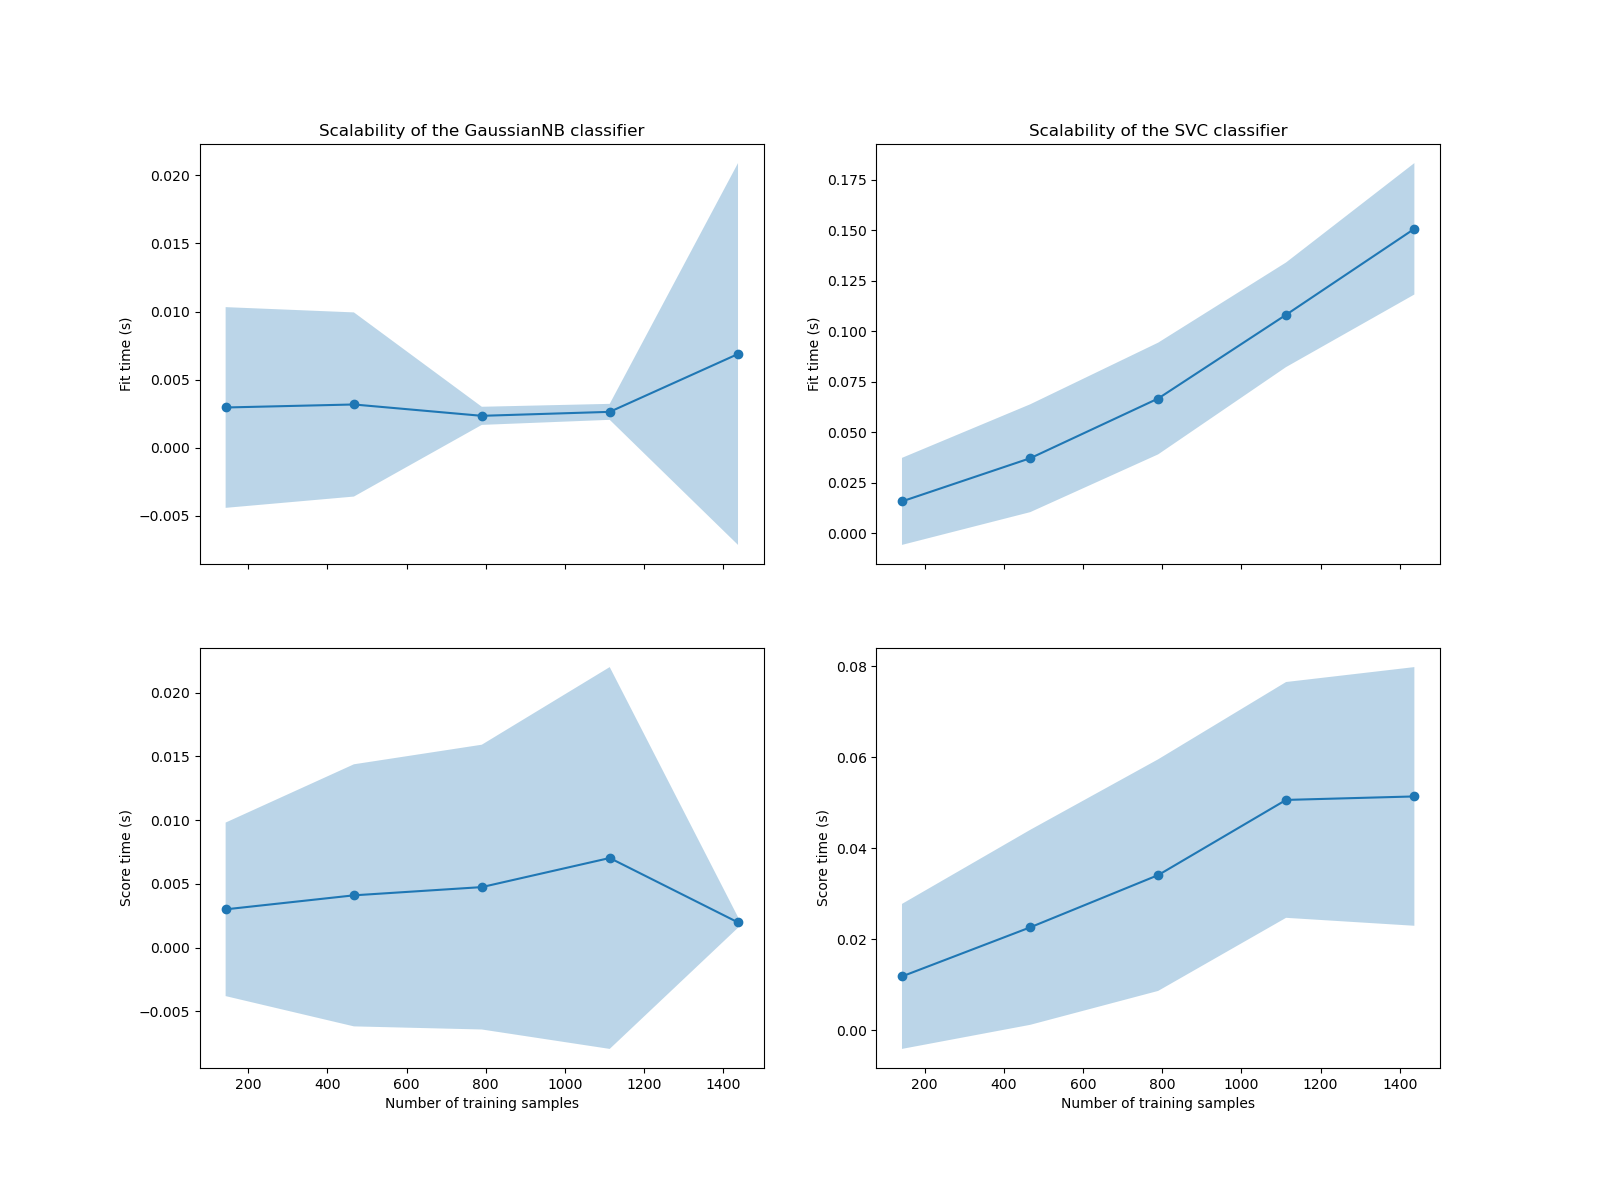 Scalability of the GaussianNB classifier
0.020
0.015
0.010
0.005
0.000
−0.005
Fit time (s)
Scalability of the SVC classifier
0.175
0.150
0.125
0.100
0.075
0.050
0.025
0.000
Fit time (s)
0.020
0.015
0.010
0.005
0.000
−0.005
Score time (s)
200 400 600 800 1000 1200 1400
Number of training samples
0.08
0.06
0.04
0.02
0.00
Score time (s)
200 400 600 800 1000 1200 1400
Number of training samples